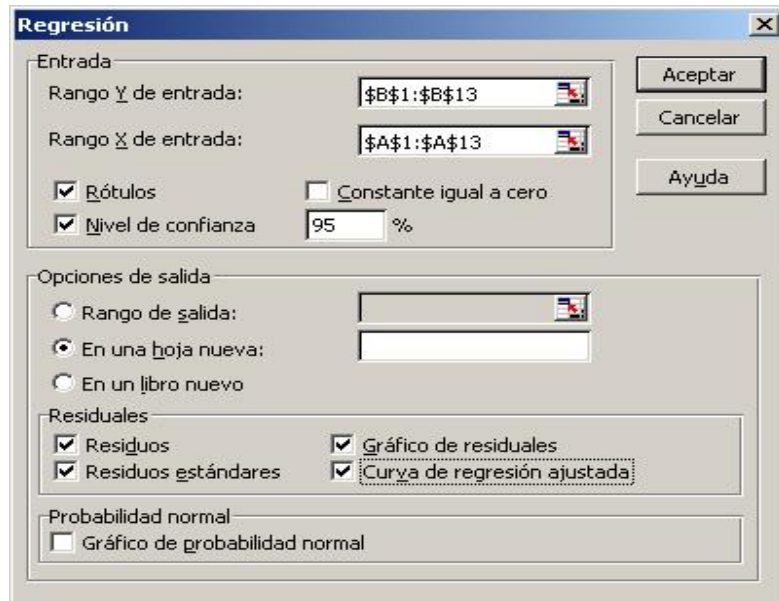 Regresión
Entrada
Rango Y de entrada: $B$1:$B$13
Rango X de entrada: $A$1:$A$13
Rótulos Constante igual a cero
Nivel de confianza 95 %
Aceptar
Cancelar
Ayuda
Opciones de salida
Rango de salida:
En una hoja nueva:
En un libro nuevo
Residuales
Residuos Gráfico de residuales
Residuos estándares Curva de regresión ajustada
Probabilidad normal
Gráfico de probabilidad normal